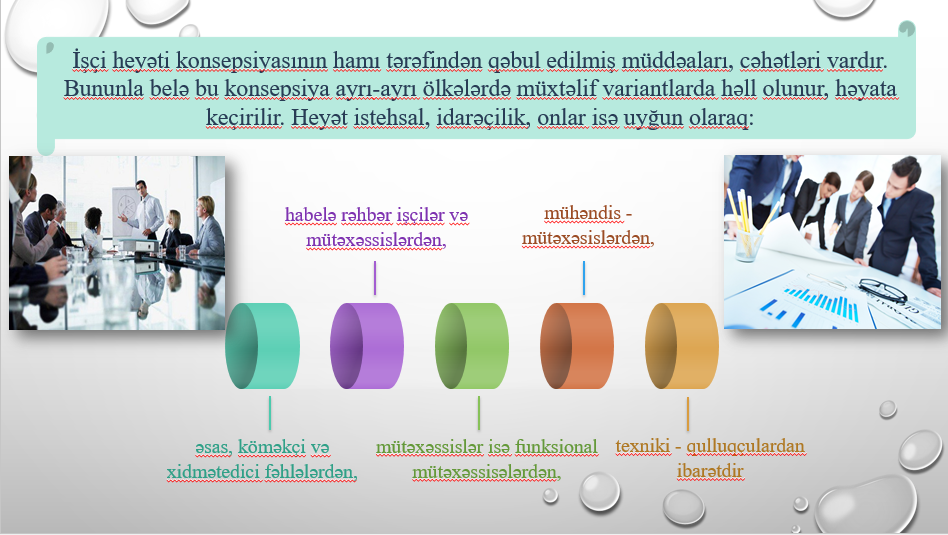 İşçi heyəti konsepsiyasının hamı tərəfindən qəbul edilmiş müddəaları, cəhətləri vardır.
Bununla belə bu konsepsiya ayrı-ayrı ölkələrdə müxtəlif variantlarda həll olunur, həyata
keçirilir. Heyət istehsal, idarəçilik, onlar isə uyğun olaraq:
habelə rəhbər işçilər və
mütəxəssislərdən,
mühəndis -
mütəxəsislərdən,
əsas, köməkçi və
xidmətedici fəhlələrdən,
mütəxəssislər isə funksional
mütəxəssisələrdən,
texniki - qulluqçulardan
ibarətdir